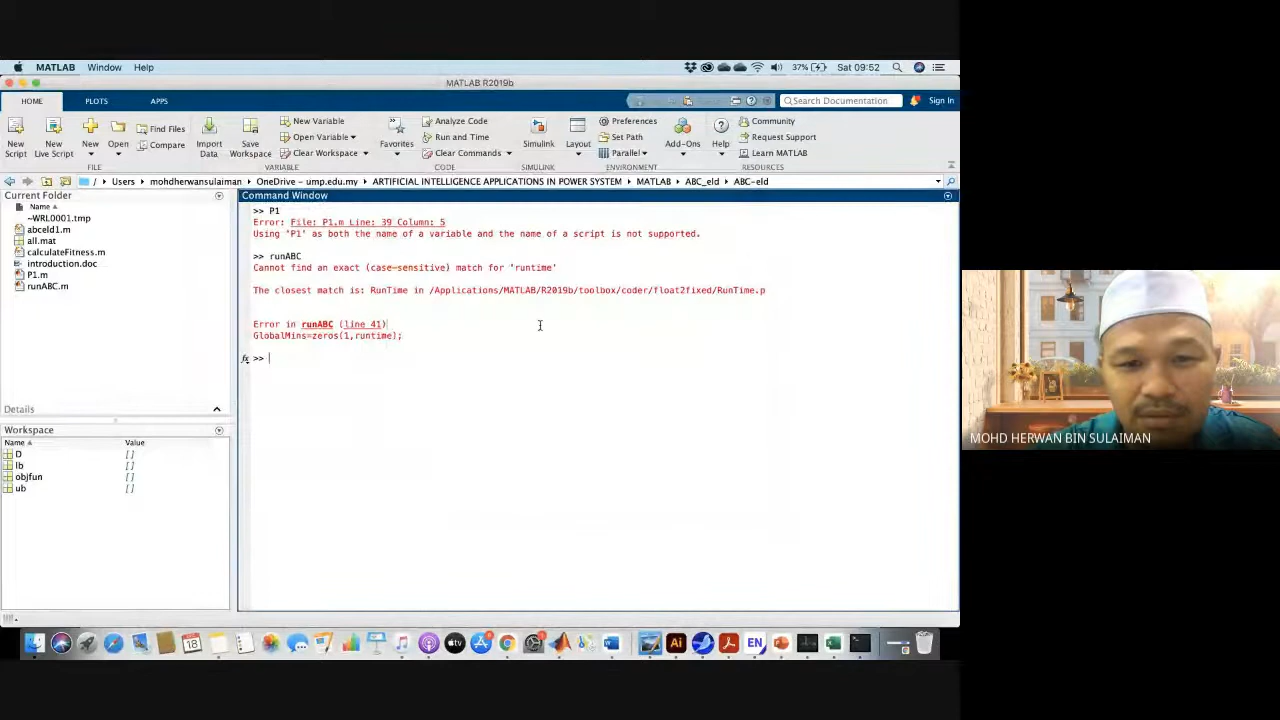 MATLAB Window Help
37% Sat 09:52
MATLAB R2019b
HOME PLOTS APPS
Search Documentation
Sign In
New Script
New Live Script
New
Open
Find Files
Compare
Import Data
Save Workspace
New Variable
Open Variable
Clear Workspace
Favorites
Analyze Code
Run and Time
Clear Commands
Simulink
Layout
Preferences
Set Path
Parallel
Add-Ons
Help
Community
Request Support
Learn MATLAB
FILE VARIABLE CODE SIMULINK ENVIRONMENT RESOURCES
/ Users mohdherwansulaiman OneDrive - ump.edu.my ARTIFICIAL INTELLIGENCE APPLICATIONS IN POWER SYSTEM MATLAB ABC_eld ABC-eld
Current Folder
Name
~WRL0001.tmp
abceld1.m
all.mat
calculateFitness.m
introduction.doc
P1.m
runABC.m
Details
Workspace
Name Value
D [ ]
lb [ ]
objfun [ ]
ub [ ]
Command Window
>> P1
Error: File: P1.m Line: 39 Column: 5
Using 'P1' as both the name of a variable and the name of a script is not supported.
>> runABC
Cannot find an exact (case-sensitive) match for 'runtime'
The closest match is: RunTime in /Applications/MATLAB/R2019b/toolbox/coder/float2fixed/RunTime.p
Error in runABC (line 41)
GlobalMins=zeros(1,runtime);
fx >>
18
tv
Ai
EN
MOHD HERWAN BIN SULAIMAN